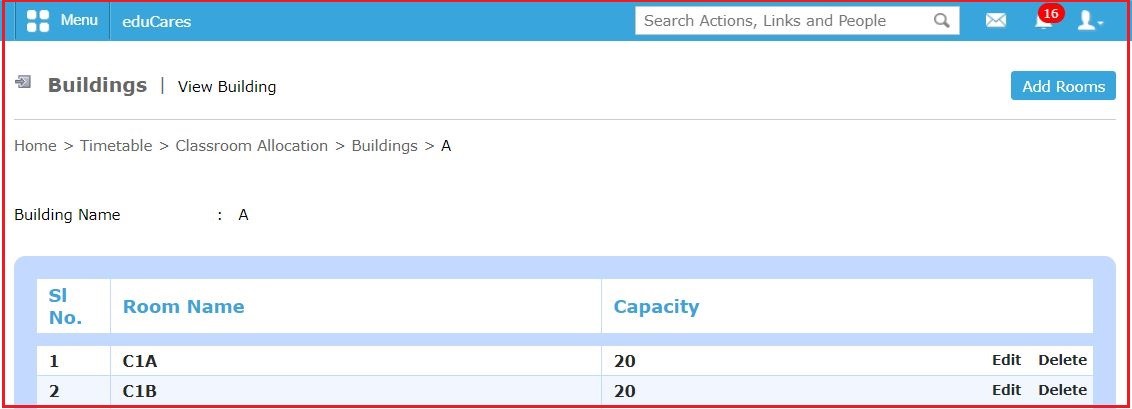 Menu eduCares Search Actions, Links and People 16
Buildings | View Building Add Rooms
Home > Timetable > Classroom Allocation > Buildings > A
Building Name : A
Sl No. Room Name Capacity
1 C1A 20 Edit Delete
2 C1B 20 Edit Delete